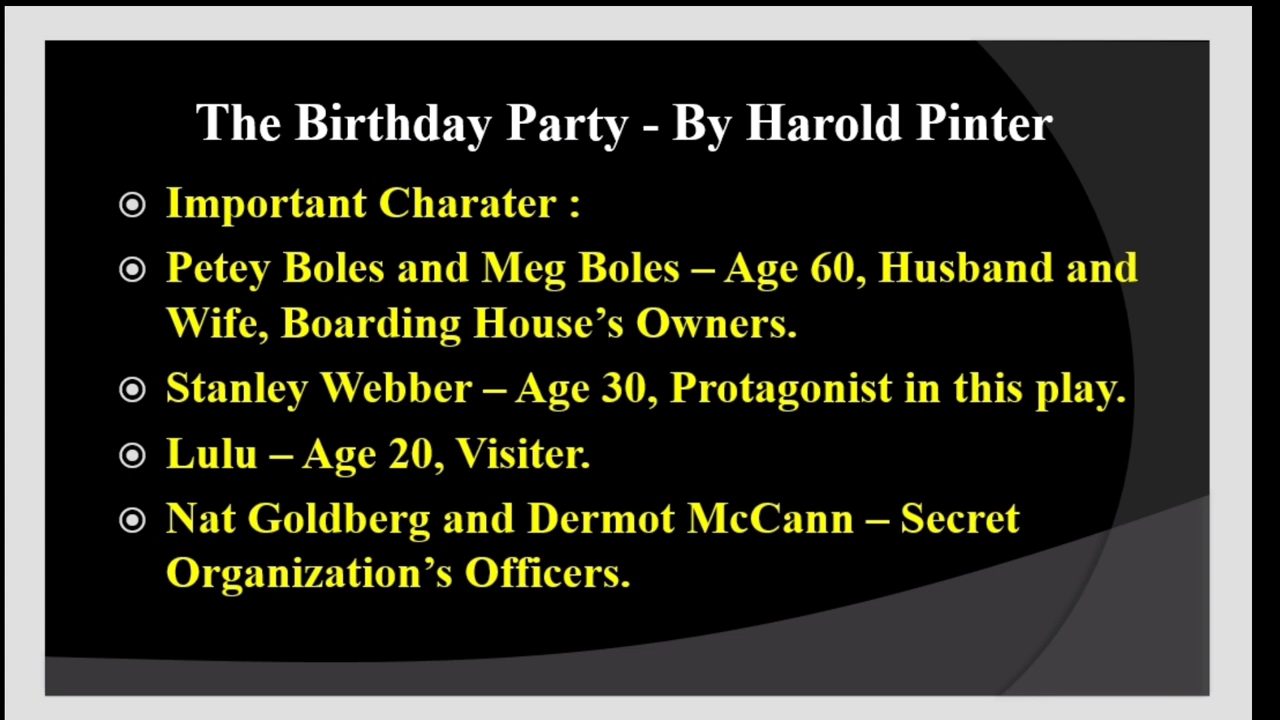 The Birthday Party - By Harold Pinter
Important Charater :
Petey Boles and Meg Boles – Age 60, Husband and
Wife, Boarding House’s Owners.
Stanley Webber – Age 30, Protagonist in this play.
Lulu – Age 20, Visiter.
Nat Goldberg and Dermot McCann – Secret
Organization’s Officers.